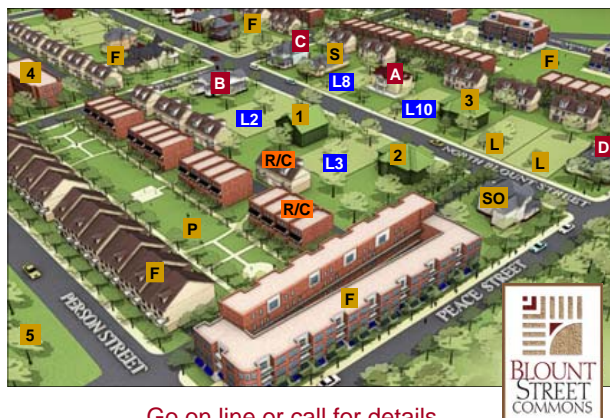 F
C
S
F
F
4
B
L8
A
L10
3
L2
1
L
L
D
R/C
L3
2
NORTH BLOUNT STREET
R/C
SO
P
F
F
PERSON STREET
PEACE STREET
5
BLOUNT
STREET
COMMONS
Go on line or call for details